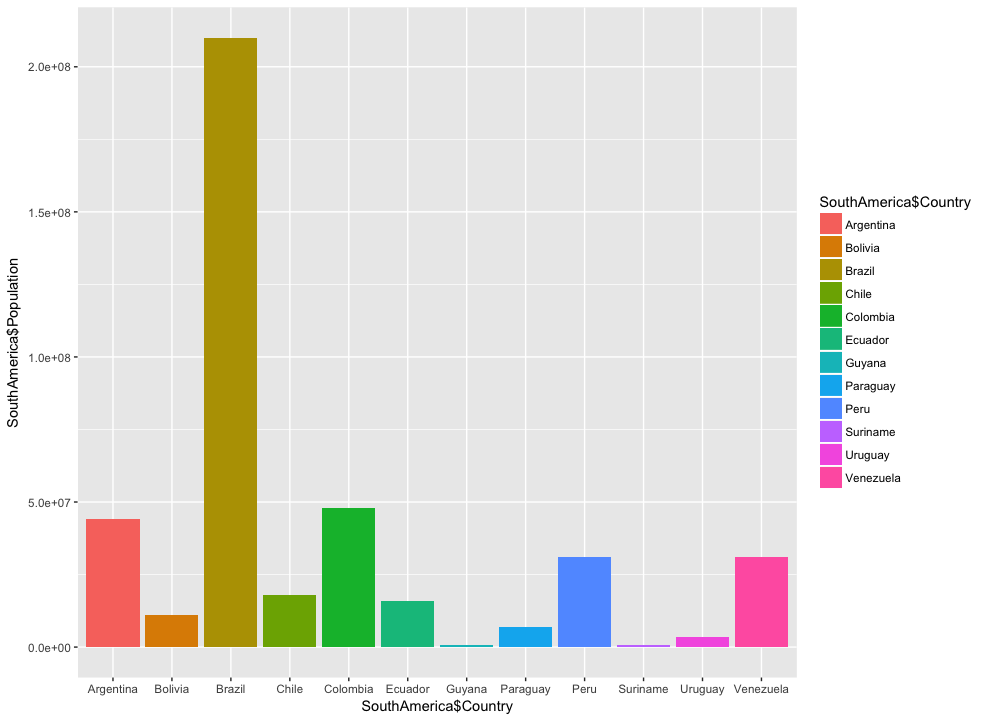 2.0e+08
1.5e+08
1.0e+08
5.0e+07
0.0e+00
SouthAmerica$Population
Argentina Bolivia Brazil Chile Colombia Ecuador Guyana Paraguay Peru Suriname Uruguay Venezuela
SouthAmerica$Country
SouthAmerica$Country
Argentina
Bolivia
Brazil
Chile
Colombia
Ecuador
Guyana
Paraguay
Peru
Suriname
Uruguay
Venezuela